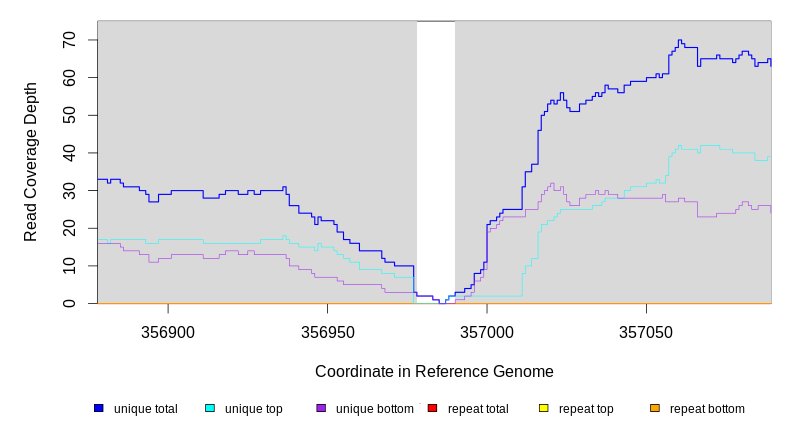 Read Coverage Depth
70
60
50
40
30
20
10
0
356900 356950 357000 357050
Coordinate in Reference Genome
unique total unique top unique bottom repeat total repeat top repeat bottom